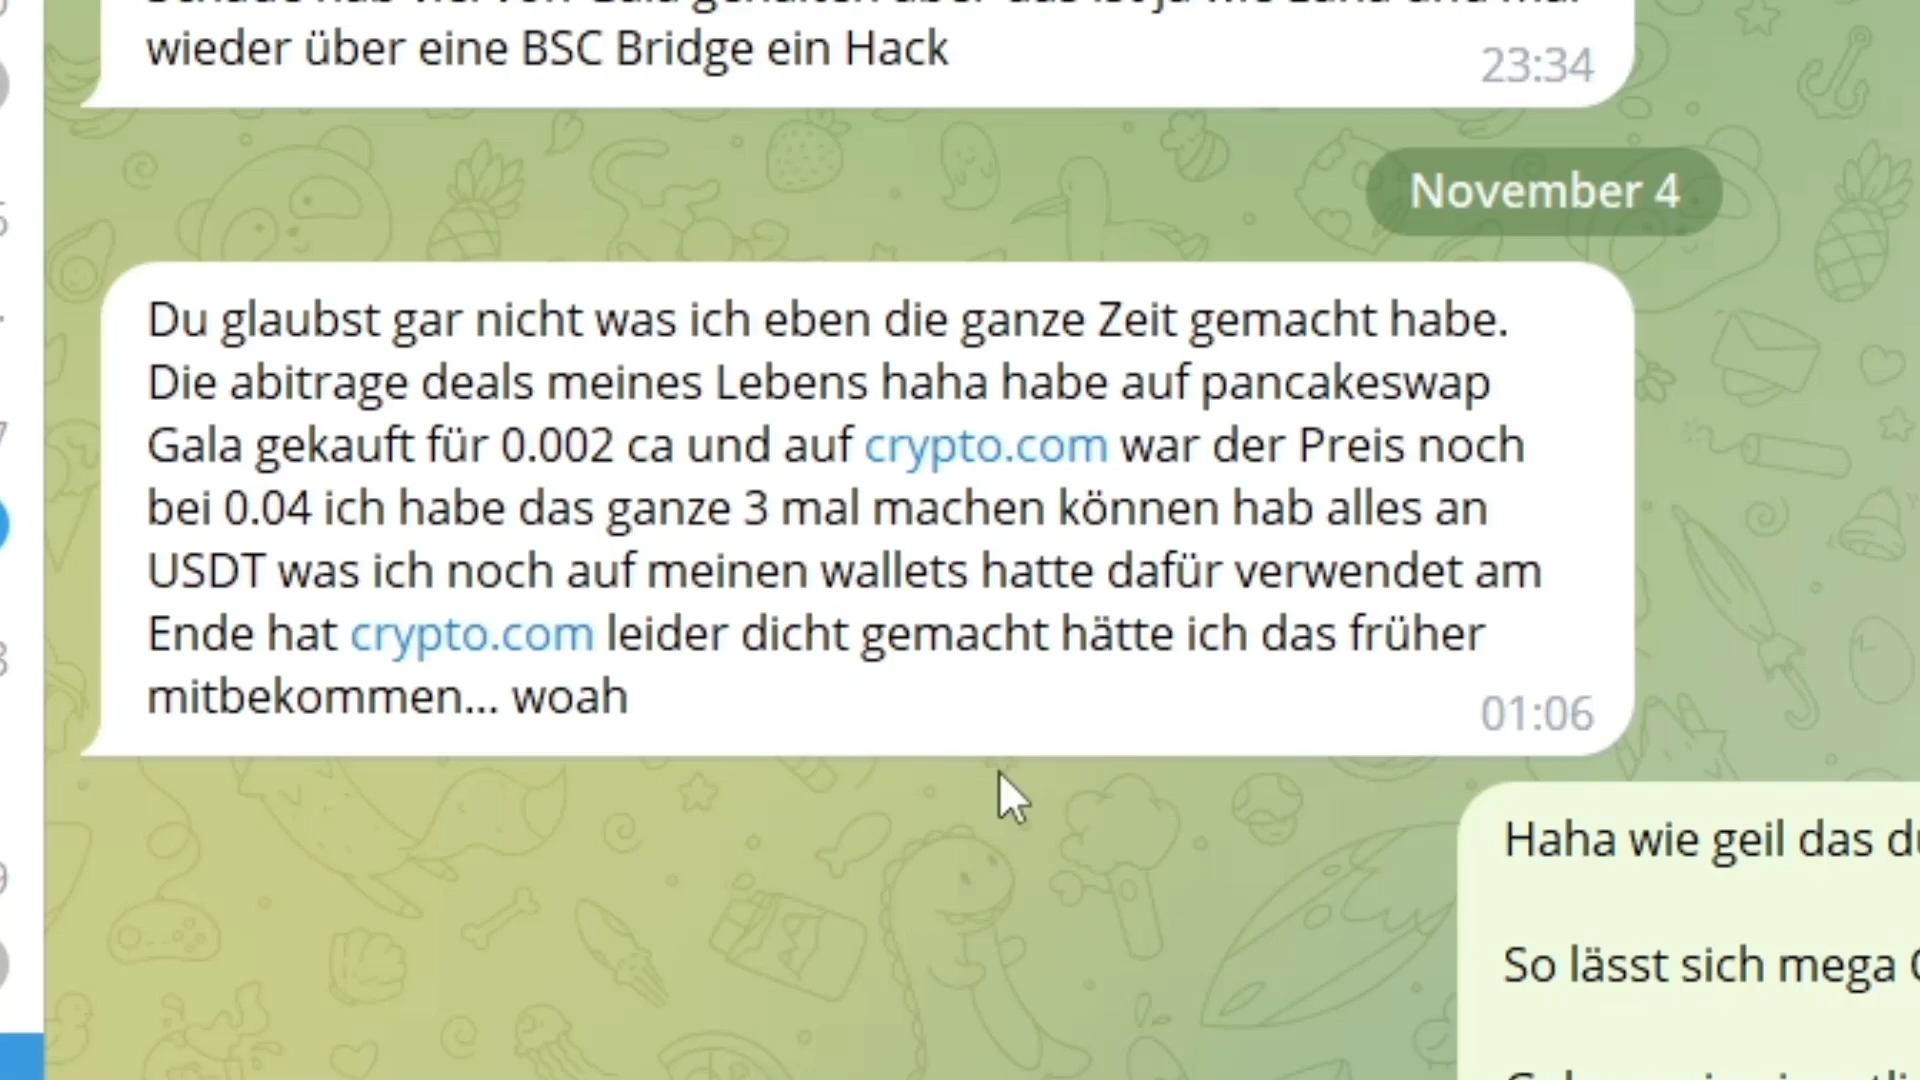 wieder über eine BSC Bridge ein Hack
23:34
November 4
Du glaubst gar nicht was ich eben die ganze Zeit gemacht habe.
Die abitrage deals meines Lebens haha habe auf pancakeswap
Gala gekauft für 0.002 ca und auf crypto.com war der Preis noch
bei 0.04 ich habe das ganze 3 mal machen können hab alles an
USDT was ich noch auf meinen wallets hatte dafür verwendet am
Ende hat crypto.com leider dicht gemacht hätte ich das früher
mitbekommen... woah
01:06
Haha wie geil das
So lässt sich mega